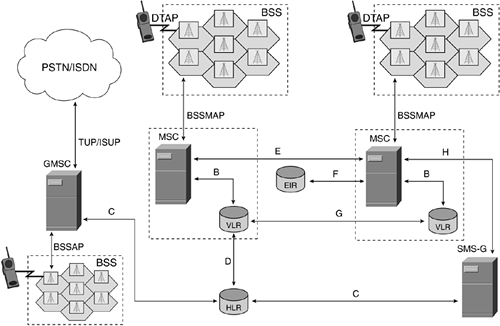 DTAP
BSS
DTAP
BSS
PSTN/ISDN
BSSMAP
BSSMAP
TUP/ISUP
MSC
MSC
E
H
GMSC
B
EIR
F
B
C
G
VLR
VLR
BSSAP
SMS-G
BSS
D
C
HLR